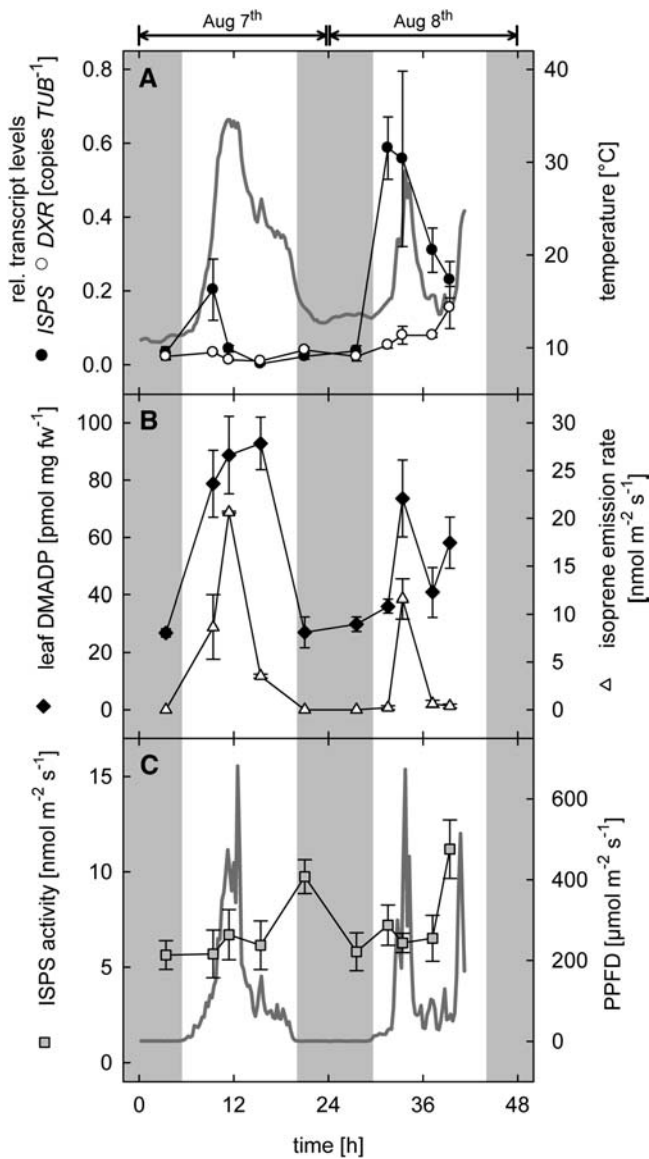 Aug 7th
Aug 8th
A
rel. transcript levels
● ISPS ○ DXR [copies TUB-1]
0.8
0.6
0.4
0.2
0.0
40
30
20
10
temperature [°C]
B
◆ leaf DMADP [pmol mg fw-1]
100
80
60
40
20
0
30
25
20
15
10
5
0
△ isoprene emission rate
[nmol m-2 s-1]
C
ISPS activity [nmol m-2 s-1]
15
10
5
0
600
400
200
0
PPFD [µmol m-2 s-1]
0
12
24
36
48
time [h]